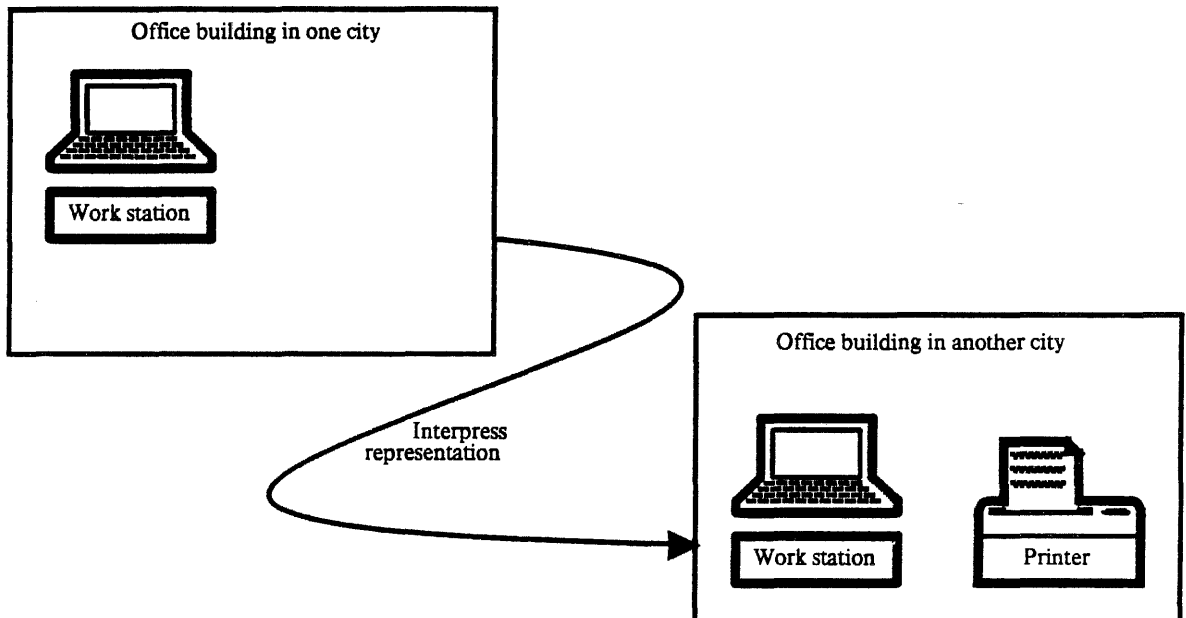 Office building in one city
Work station
Office building in another city
Interpress
representation
Work station
Printer